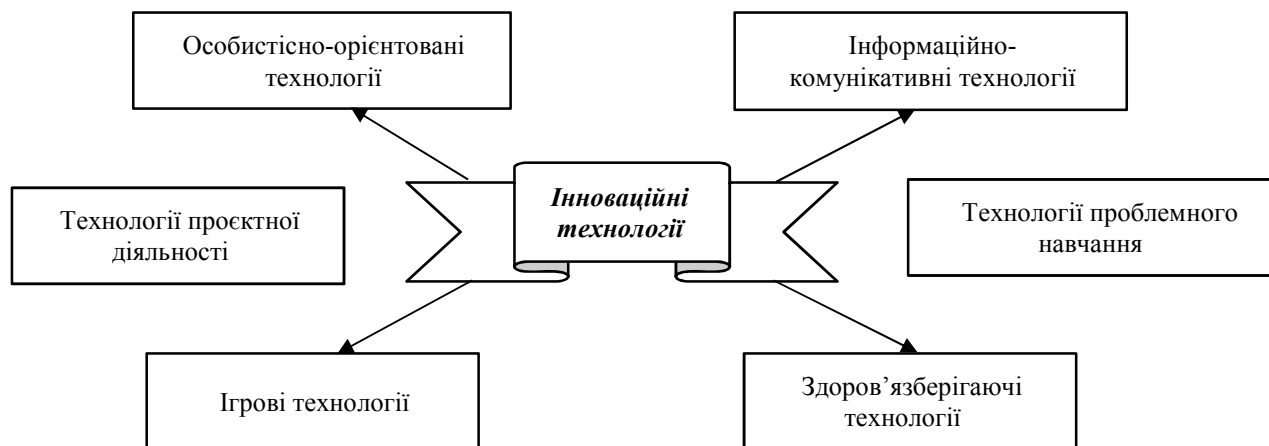 Особистісно-орієнтовані
технології
Інформаційно-
комунікативні технології
Інноваційні
технології
Технології проєктної
діяльності
Технології проблемного
навчання
Ігрові технології
Здоров’язберігаючі
технології